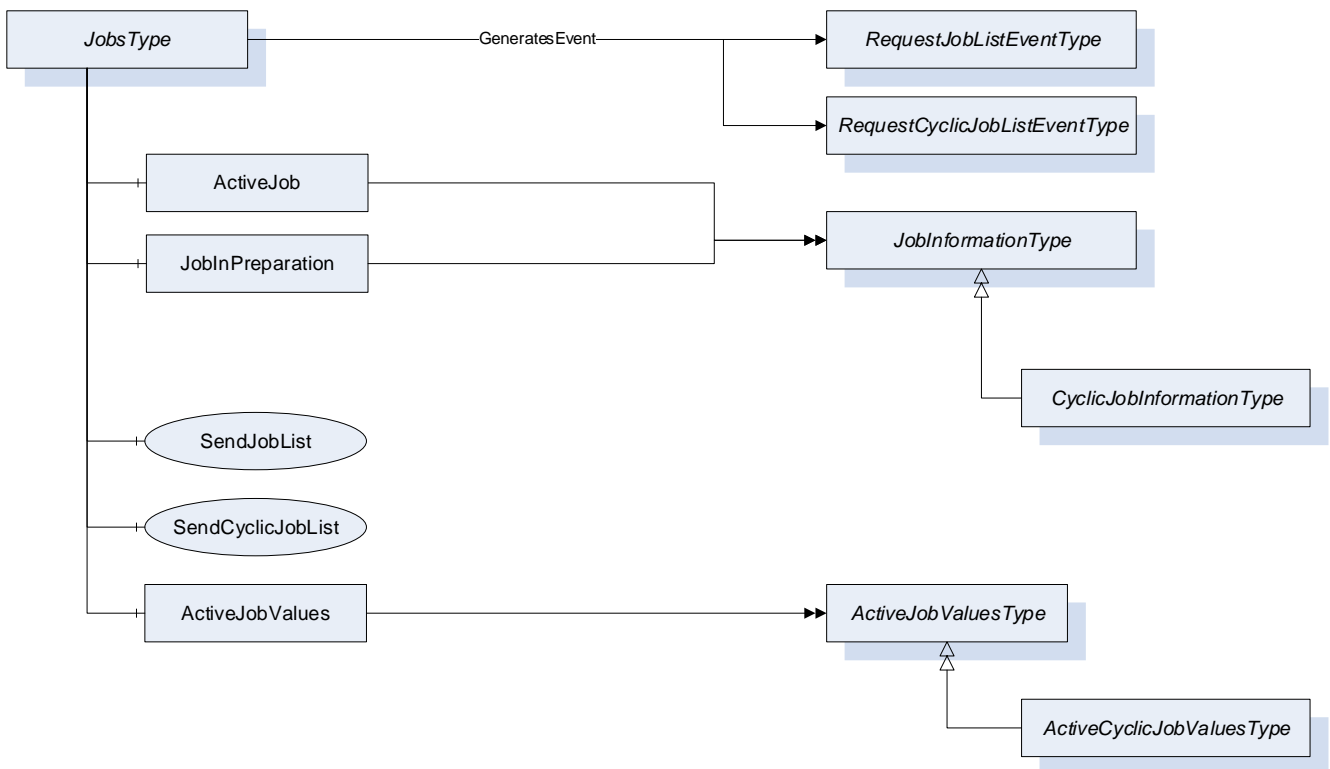 JobsType
GeneratesEvent
RequestJobListEventType
RequestCyclicJobListEventType
ActiveJob
JobInformationType
JobInPreparation
CyclicJobInformationType
SendJobList
SendCyclicJobList
ActiveJobValues
ActiveJobValuesType
ActiveCyclicJobValuesType